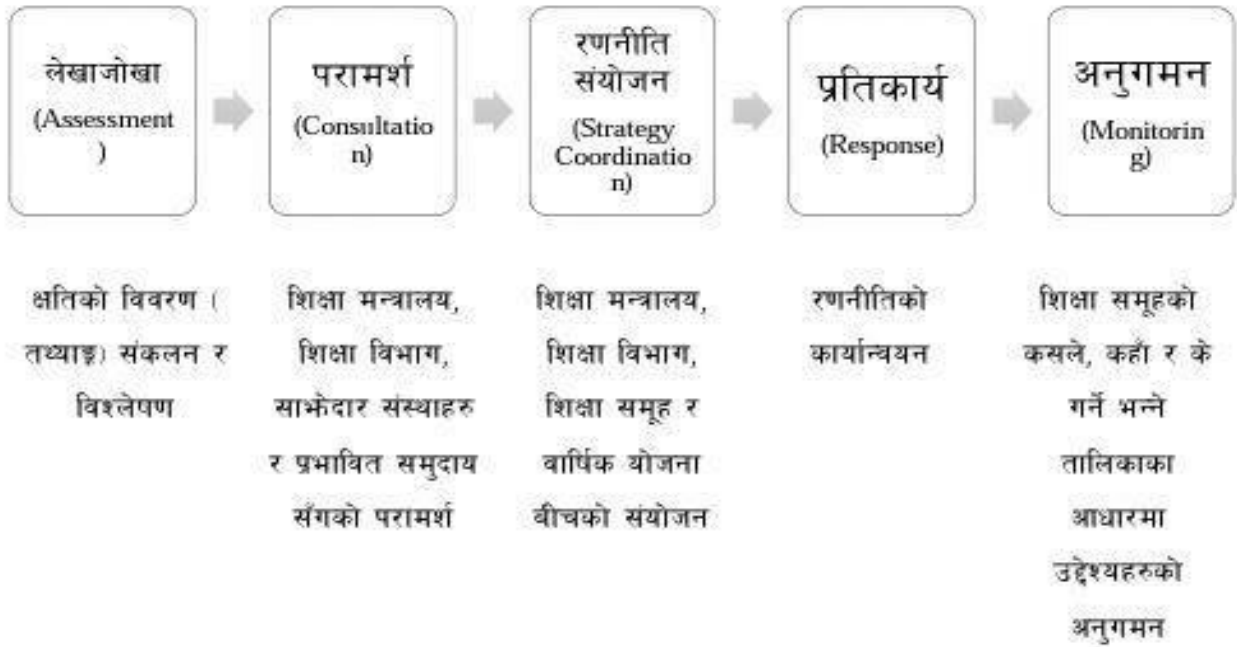 लेखाजोखा
(Assessment
)
परामर्श
(Consultatio
n)
रणनीति
संयोजन
(Strategy
Coordinatio
n)
प्रतिकार्य
(Response)
अनुगमन
(Monitorin
g)
क्षतिको विवरण (
तथ्याङ्क) संकलन र
विश्लेषण
शिक्षा मन्त्रालय,
शिक्षा विभाग,
साझेदार संस्थाहरु
र प्रभावित समुदाय
सँगको परामर्श
शिक्षा मन्त्रालय,
शिक्षा विभाग,
शिक्षा समूह र
वार्षिक योजना
बीचको संयोजन
रणनीतिको
कार्यान्वयन
शिक्षा समूहको
कसले, कहाँ र के
गर्ने भन्ने
तालिकाका
आधारमा
उद्देश्यहरुको
अनुगमन